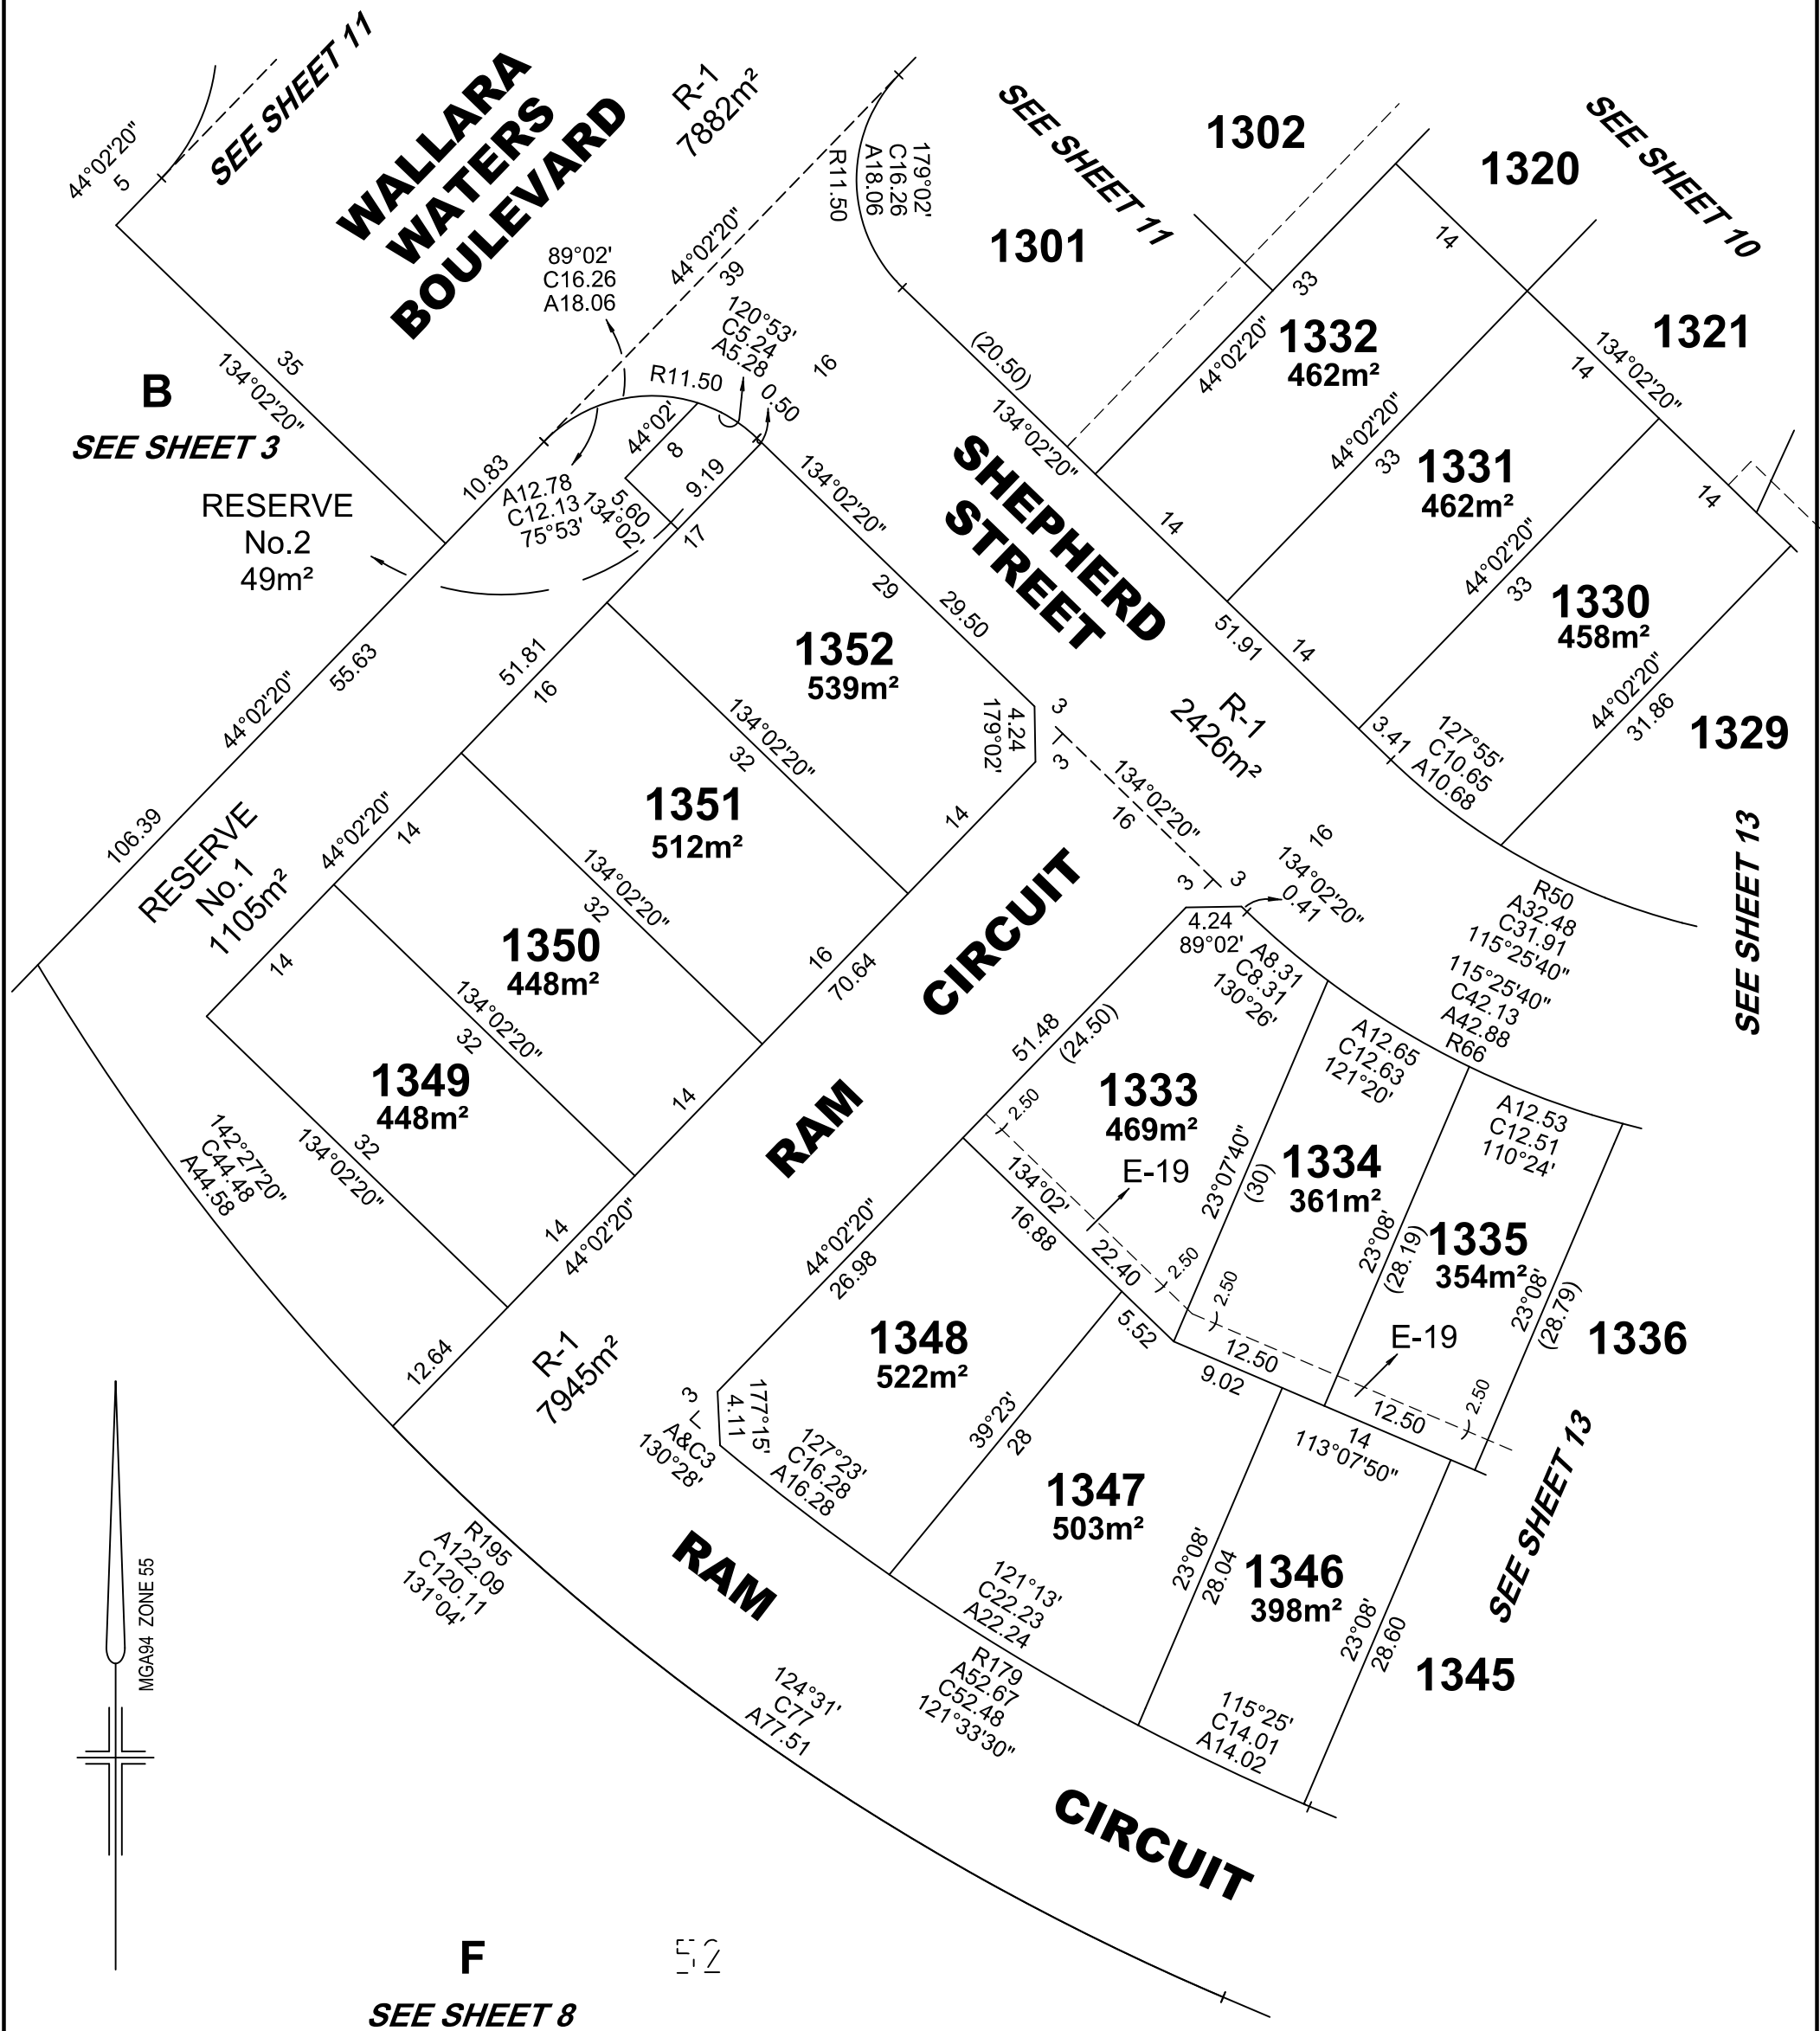 SEE SHEET 11
44°02'20"
5
WALLARA
WATERS
BOULEVARD
R-1
7882m²
SEE SHEET 11
1302
1320
SEE SHEET 10
179°02'
C16.26
A18.06
R11.50
1301
1321
14
33
44°02'20"
1332
462m²
134°02'20"
14
89°02'
C16.26
A18.06
44°02'20"
39
120°53'
C5.24
A5.28
16
0.50
R11.50
(20.50)
134°02'20"
35
134°02'20"
B
SEE SHEET 3
RESERVE
No.2
49m²
10.83
A12.78
C12.13
75°53'
44°02'
8
5.60
134°02'
9.19
17
134°02'20"
SHEPHERD
STREET
44°02'20"
33
1331
462m²
14
14
44°02'20"
33
1330
458m²
51.91
14
29
29.50
1352
539m²
44°02'20"
55.63
51.81
16
134°02'20"
32
4.24
179°02'
3
3
134°02'20"
16
R-1
2426m²
3.41
127°55'
C10.65
A10.68
44°02'20"
31.86
1329
SEE SHEET 13
1351
512m²
14
106.39
RESERVE
No.1
1105m²
44°02'20"
14
134°02'20"
32
CIRCUIT
3
3
16
134°02'20"
0.41
4.24
89°02'
R50
A32.48
C31.91
115°25'40"
115°25'40"
C42.13
A42.88
R66
14
1350
448m²
16
70.64
134°02'20"
32
51.48
(24.50)
A8.31
C8.31
130°26'
A12.65
C12.63
121°20'
A12.53
C12.51
110°24'
1349
448m²
14
RAM
2.50
1333
469m²
E-19
23°07'40"
(30)
1334
361m²
23°08'
(28.19)
1335
354m²
23°08'
(28.79)
E-19
1336
142°27'20"
C44.48
A44.58
32
134°02'20"
14
44°02'20"
44°02'20"
26.98
134°02'
16.88
22.40
2.50
2.50
5.52
12.50
9.02
12.50
2.50
14
113°07'50"
SEE SHEET 13
12.64
R-1
7945m²
1348
522m²
3
A&C3
130°28'
177°15'
4.11
127°23'
C16.28
A16.28
39°23'
28
1347
503m²
23°08'
28.04
1346
398m²
23°08'
28.60
1345
MGA94 ZONE 55
R195
A122.09
C120.11
131°04'
RAM
121°13'
C22.23
A22.24
R179
A52.67
C52.48
121°33'30"
124°31'
C77
A77.51
115°25'
C14.01
A14.02
CIRCUIT
F
SEE SHEET 8
52